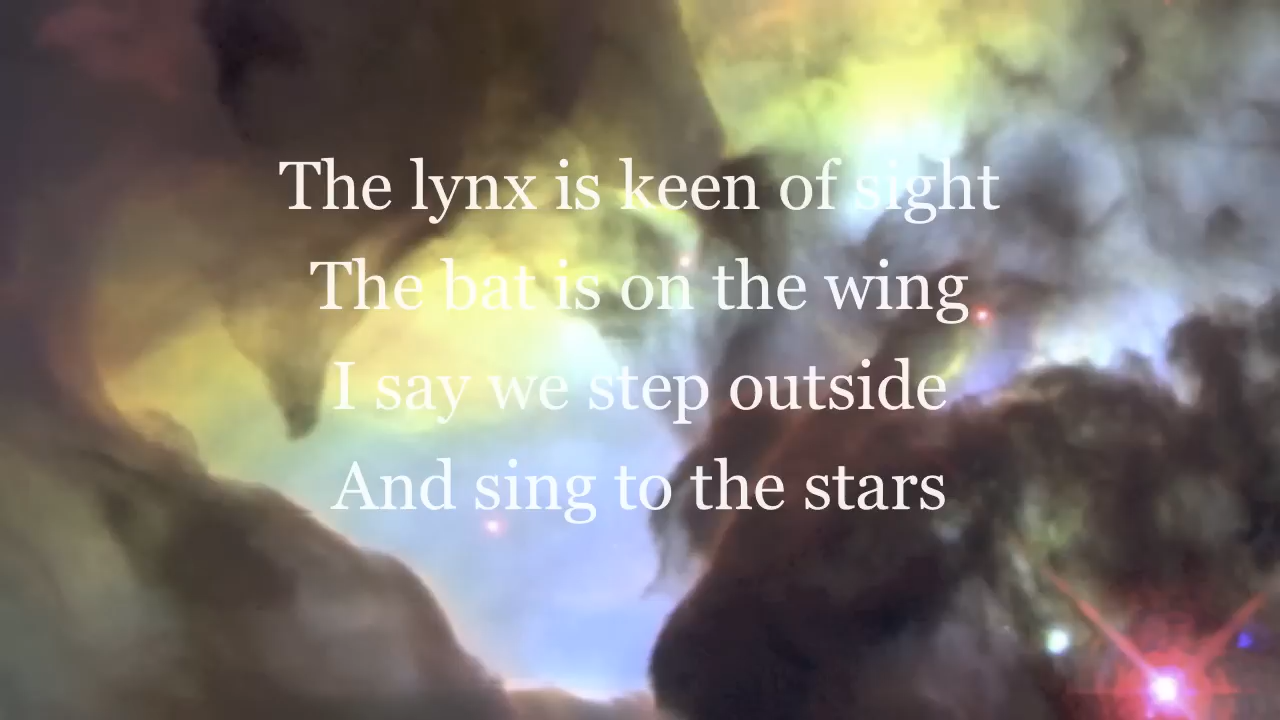 The lynx is keen of sight
The bat is on the wing
I say we step outside
And sing to the stars